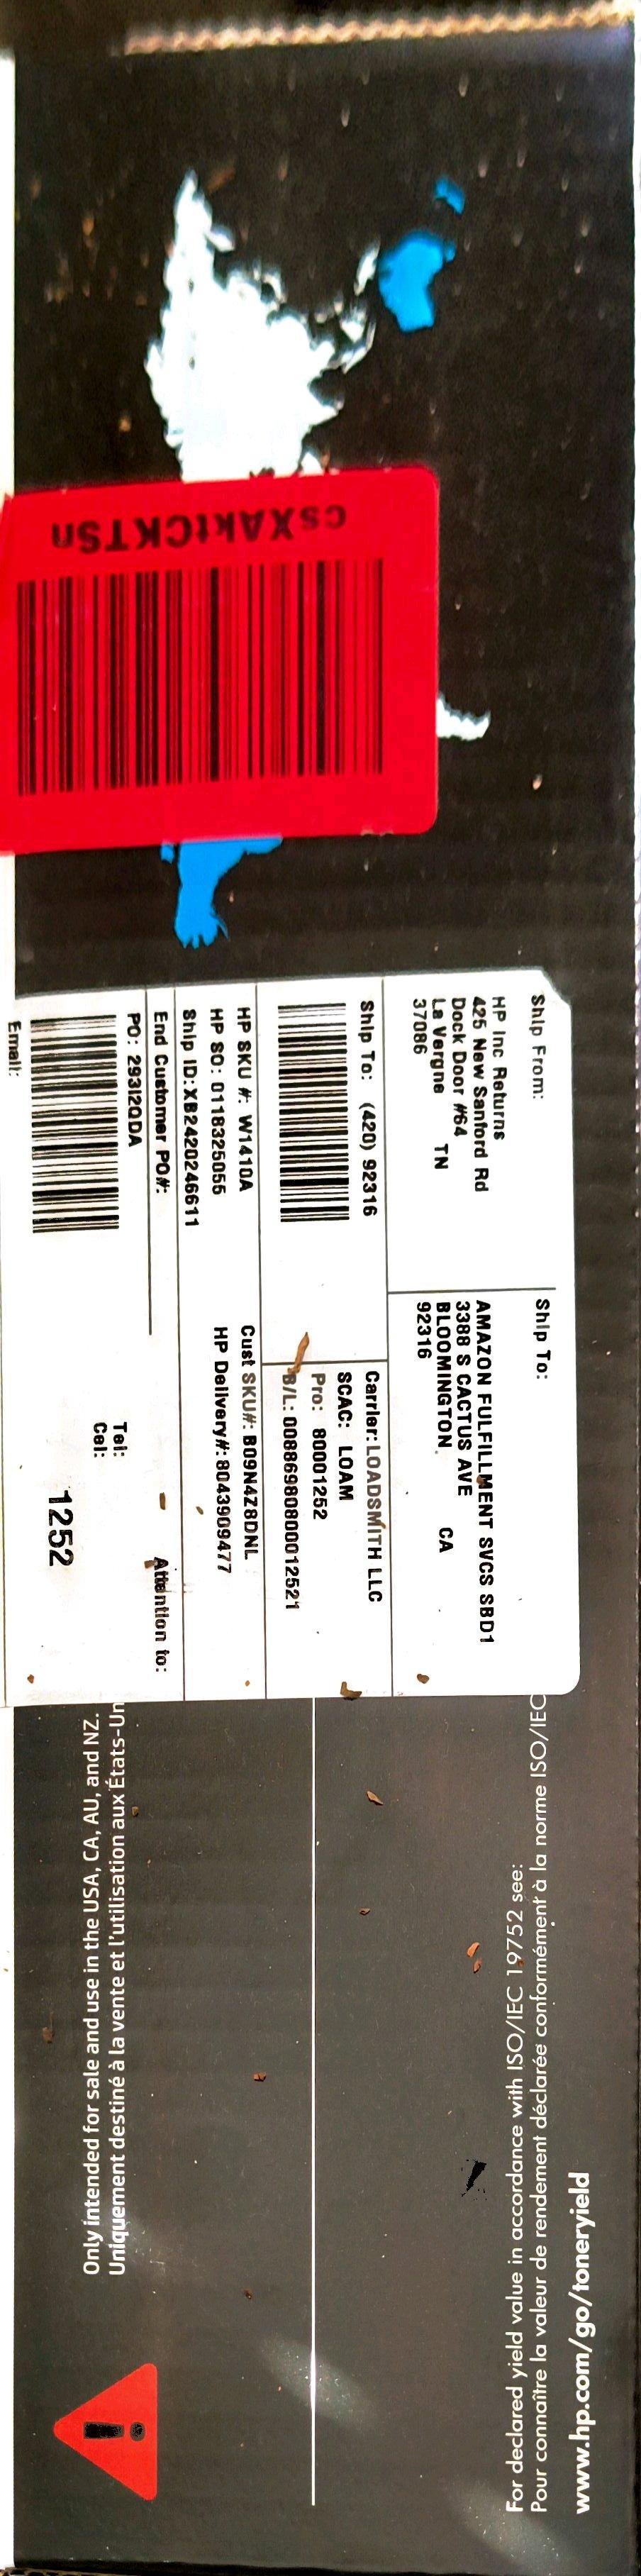 csXAktCKTSn
Ship From:
HP Inc Returns
425 New Sanford Rd
Dock Door #64
La Vergne TN
37086
Ship To:
AMAZON FULFILLMENT SVCS SBD1
3388 S CACTUS AVE
BLOOMINGTON CA
92316
Ship To: (420) 92316
Carrier: LOADSMITH LLC
SCAC: LOAM
Pro: 80001252
B/L: 00886980800012521
HP SKU #: W1410A
HP SO: 0118325055
Ship ID: XB2420246611
Cust SKU#: B09N4Z8DNL
HP Delivery#: 8043909477
End Customer PO#:
PO: 293I2QDA
Attention to:
Tel:
Cel:
Email:
1252
Only intended for sale and use in the USA, CA, AU, and NZ.
Uniquement destiné à la vente et l'utilisation aux États-Un
For declared yield value in accordance with ISO/IEC 19752 see:
Pour connaître la valeur de rendement déclarée conformément à la norme ISO/IEC
www.hp.com/go/toneryield